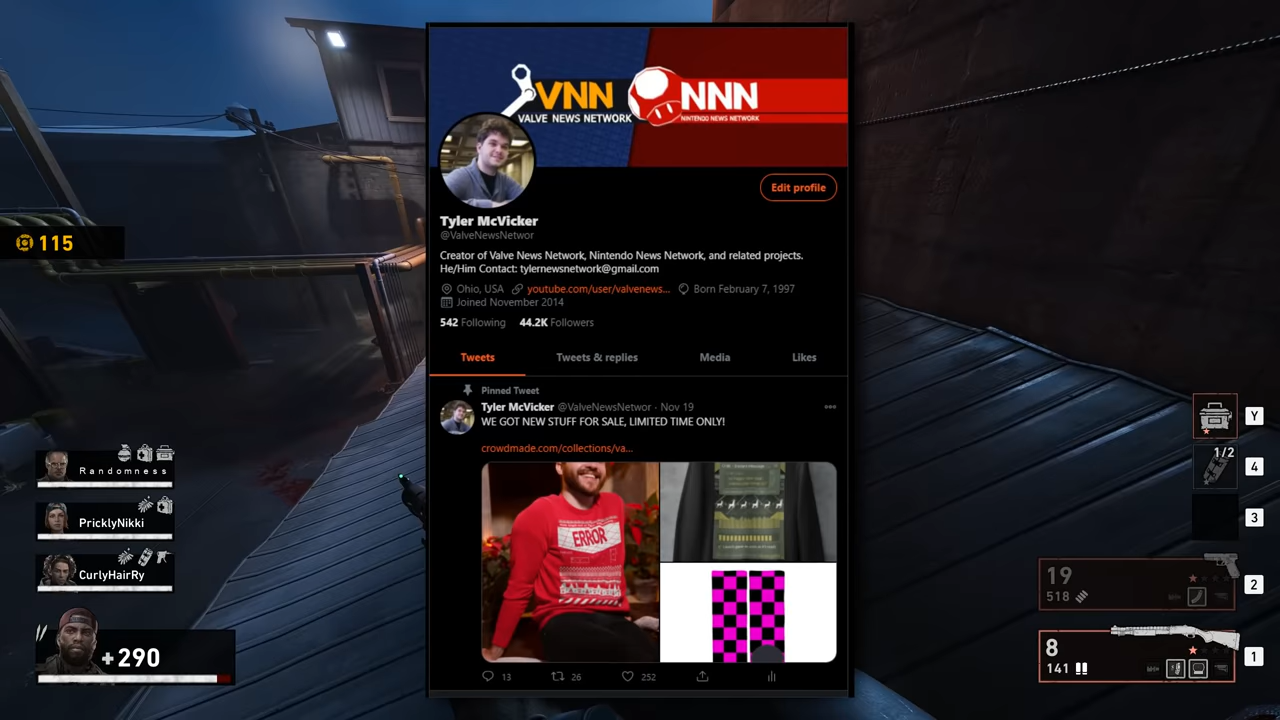 VNN
VALVE NEWS NETWORK
NNN
NINTENDO NEWS NETWORK
Edit profile
Tyler McVicker
@ValveNewsNetwor
Creator of Valve News Network, Nintendo News Network, and related projects.
He/Him Contact: tylernewsnetwork@gmail.com
Ohio, USA youtube.com/user/valvenews... Born February 7, 1997
Joined November 2014
542 Following 44.2K Followers
Tweets Tweets & replies Media Likes
Pinned Tweet
Tyler McVicker @ValveNewsNetwor · Nov 19
WE GOT NEW STUFF FOR SALE, LIMITED TIME ONLY!
crowdmade.com/collections/va...
ERROR
13 26 252
115
Randomness
PricklyNikki
CurlyHairRy
+290
Y
1/2
4
3
19
518
2
8
141
1